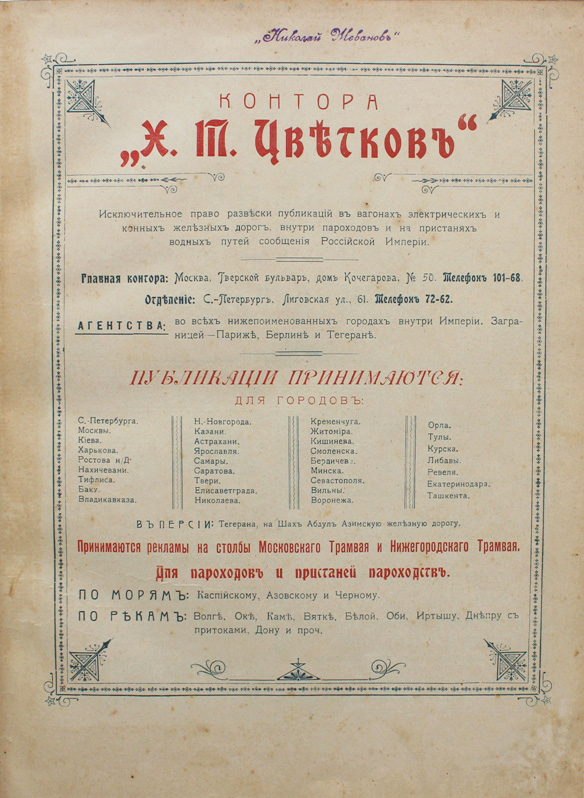 „Николай
КОНТОРА
„Х. Т. Цвѣтковъ“
Исключительное право развѣски публикацій въ вагонахъ электрическихъ и
конныхъ желѣзныхъ дорогъ, внутри пароходовъ и на пристаняхъ
водныхъ путей сообщенія Россійской Имперіи.
Главная контора: Москва, Тверской бульваръ, домъ Кочегарова, № 50. Телефонъ 101–68.
Отдѣленіе: С.-Петербургъ, Лиговская ул., 61. Телефонъ 72-62.
АГЕНТСТВА: во всѣхъ нижепоименованныхъ городахъ внутри Имперіи. Загра-
ницей—Парижѣ, Берлинѣ и Тегеранѣ.
ПУБЛИКАЦІИ ПРИНИМАЮТСЯ:
ДЛЯ ГОРОДОВЪ:
С.-Петербурга.
Москвы.
Кіева.
Харькова.
Ростова н/Д.
Нахичевани.
Тифлиса.
Баку.
Владикавказа.
Н.-Новгорода.
Казани.
Астрахани.
Ярославля.
Самары.
Саратова.
Твери.
Елисаветграда.
Николаева.
Кременчуга.
Житоміра.
Кишинева.
Смоленска.
Бердичева.
Минска.
Севастополя.
Вильны.
Воронежа.
Орла.
Тулы.
Курска.
Либавы.
Ревеля.
Екатеринодара.
Ташкента.
ВЪ ПЕРСІИ: Тегерана, на Шахъ Абдулъ Азимскую желѣзную дорогу.
Принимаются рекламы на столбы Московскаго Трамвая и Нижегородскаго Трамвая.
Для пароходовъ и пристаней пароходствъ.
ПО МОРЯМЪ: Каспійскому, Азовскому и Черному.
ПО РѢКАМЪ: Волгѣ, Окѣ, Камѣ, Вяткѣ, Бѣлой, Оби, Иртышу, Днѣпру съ
притоками, Дону и проч.